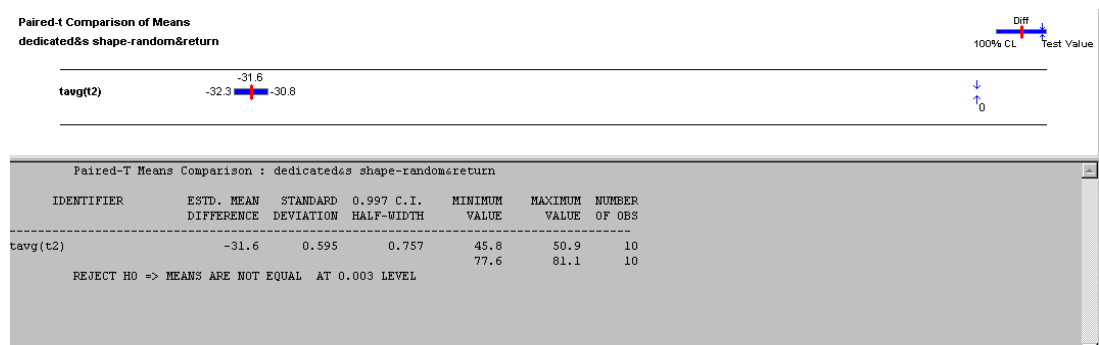 Paired-t Comparison of Means
dedicated&s shape-random&return
Diff
100% CL Test Value
-31.6
tavg(t2) -32.3 -30.8
0
Paired-T Means Comparison : dedicated&s shape-random&return
IDENTIFIER ESTD. MEAN STANDARD 0.997 C.I. MINIMUM MAXIMUM NUMBER
DIFFERENCE DEVIATION HALF-WIDTH VALUE VALUE OF OBS
tavg(t2) -31.6 0.595 0.757 45.8 50.9 10
77.6 81.1 10
REJECT H0 => MEANS ARE NOT EQUAL AT 0.003 LEVEL